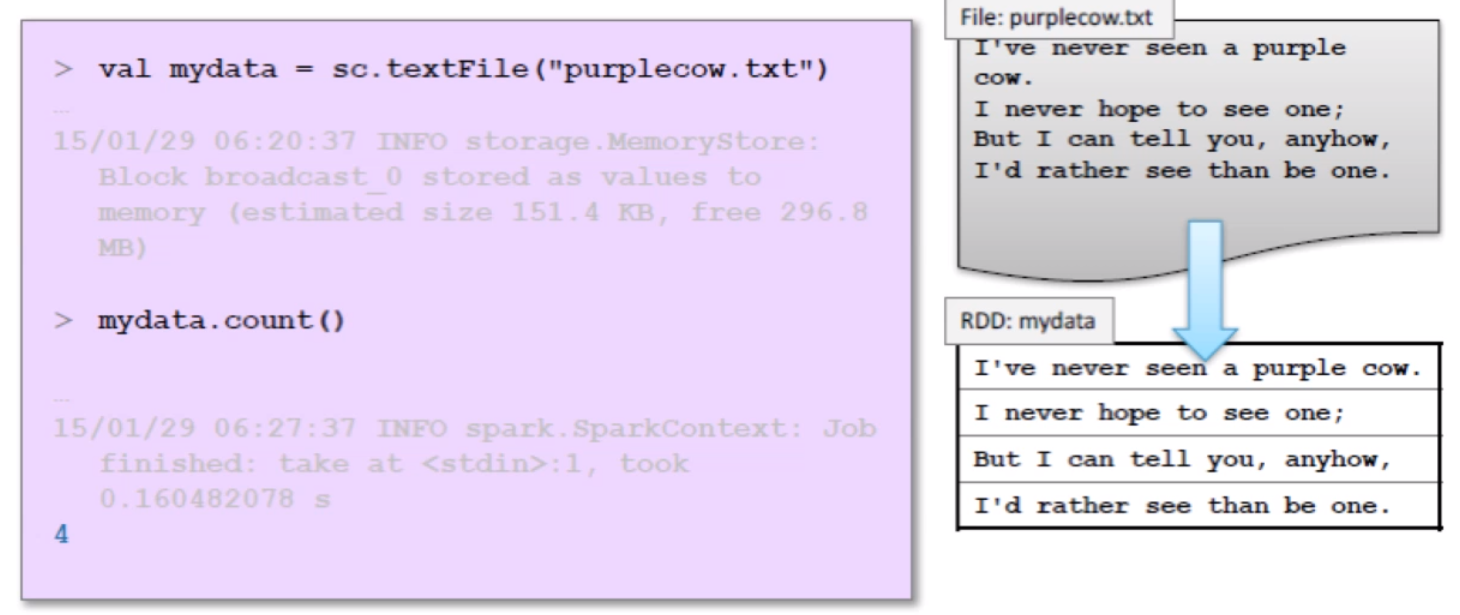 > val mydata = sc.textFile("purplecow.txt")
...
15/01/29 06:20:37 INFO storage.MemoryStore:
Block broadcast_0 stored as values to
memory (estimated size 151.4 KB, free 296.8
MB)
> mydata.count()
...
15/01/29 06:27:37 INFO spark.SparkContext: Job
finished: take at <stdin>:1, took
0.160482078 s
4
File: purplecow.txt
I've never seen a purple
cow.
I never hope to see one;
But I can tell you, anyhow,
I'd rather see than be one.
RDD: mydata
I've never seen a purple cow.
I never hope to see one;
But I can tell you, anyhow,
I'd rather see than be one.